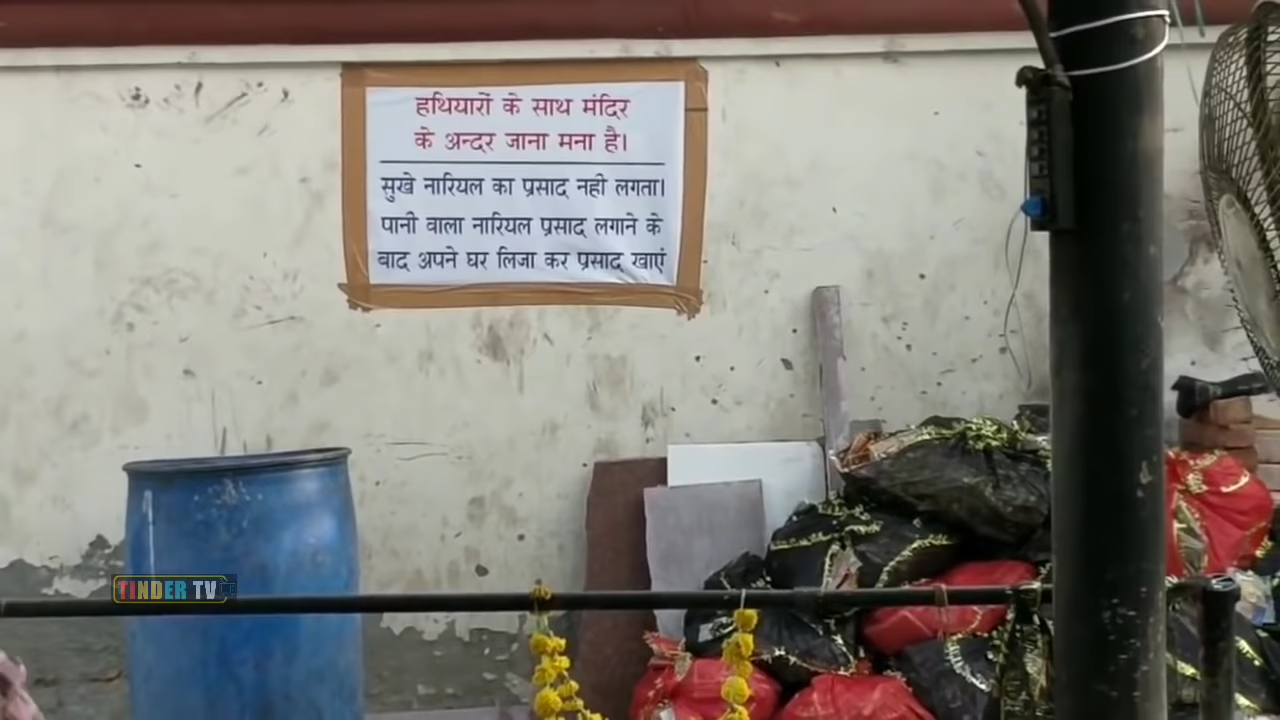 हथियारों के साथ मंदिर
के अन्दर जाना मना है।
सुखे नारियल का प्रसाद नही लगता।
पानी वाला नारियल प्रसाद लगाने के
बाद अपने घर लिजा कर प्रसाद खाएं
TINDER TV